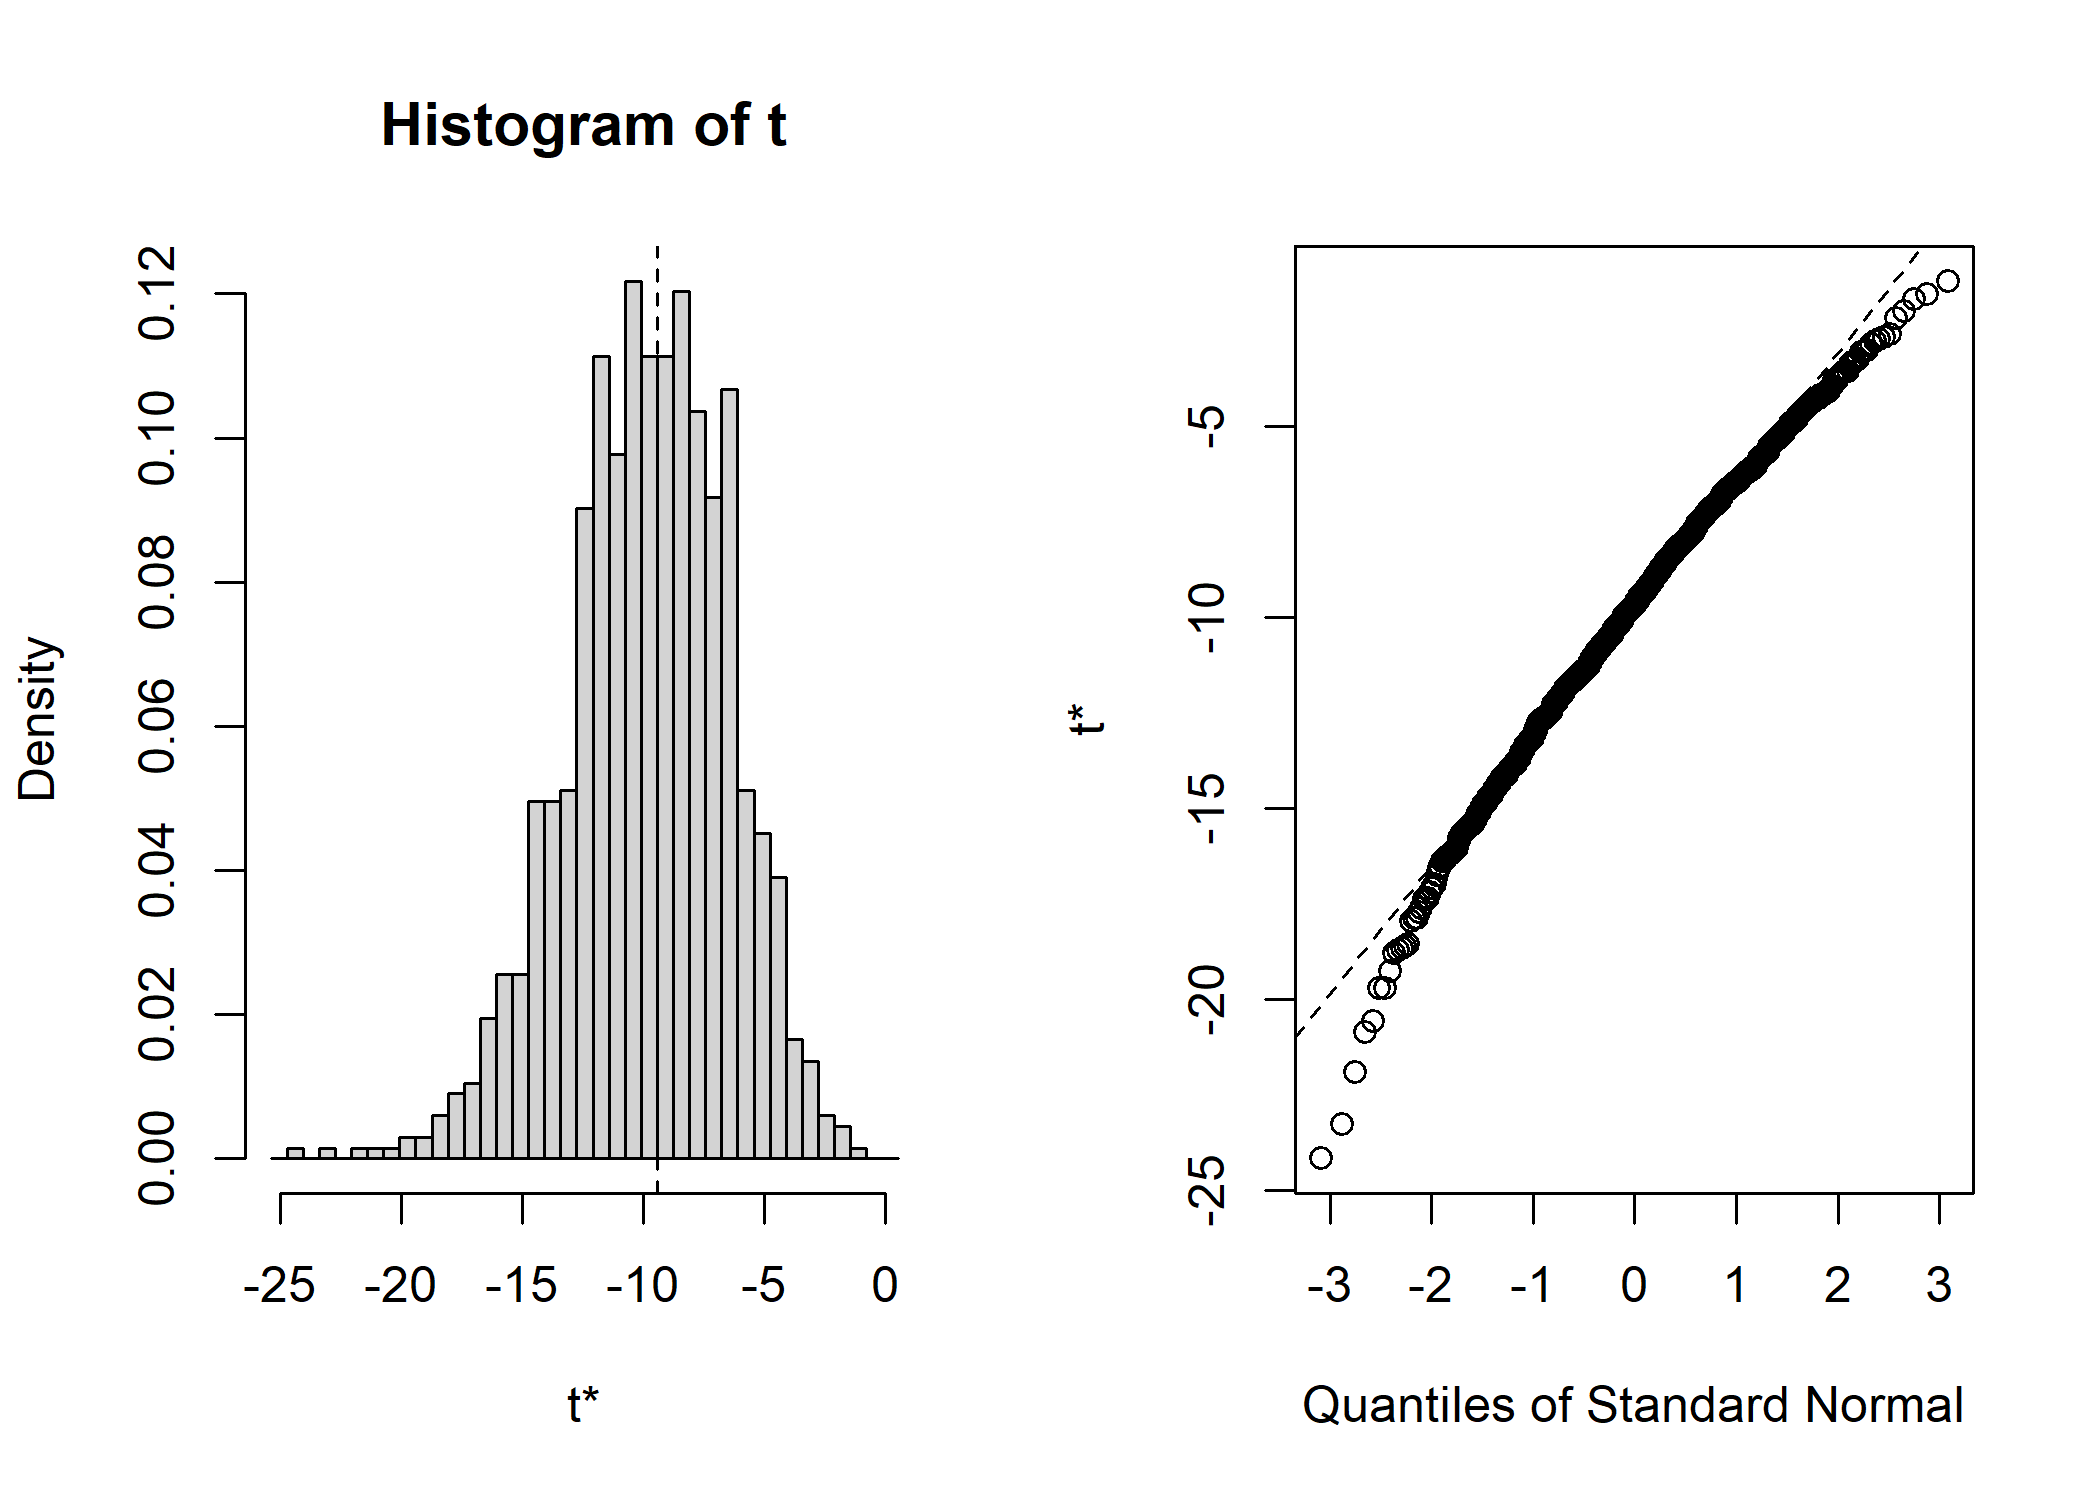 Histogram of t
Density
0.00 0.02 0.04 0.06 0.08 0.10 0.12
-25 -20 -15 -10 -5 0
t*
t*
-25 -20 -15 -10 -5
-3 -2 -1 0 1 2 3
Quantiles of Standard Normal